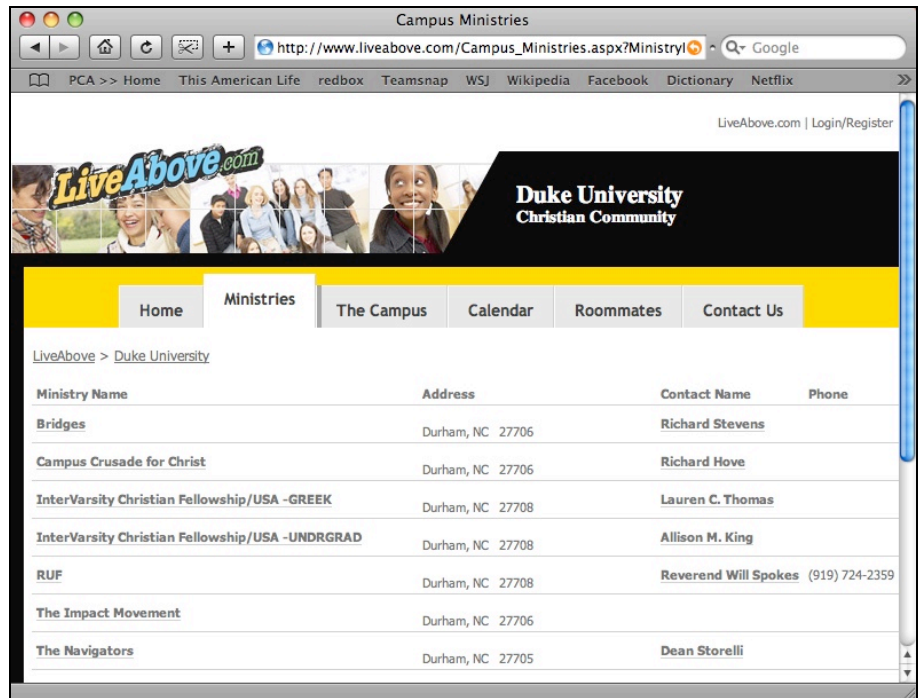 Campus Ministries
http://www.liveabove.com/Campus_Ministries.aspx?MinistryI
Google
PCA >> Home This American Life redbox Teamsnap WSJ Wikipedia Facebook Dictionary Netflix
LiveAbove.com | Login/Register
LiveAbove.com
Duke University
Christian Community
Home Ministries The Campus Calendar Roommates Contact Us
LiveAbove > Duke University
Ministry Name Address Contact Name Phone
Bridges Durham, NC 27706 Richard Stevens
Campus Crusade for Christ Durham, NC 27706 Richard Hove
InterVarsity Christian Fellowship/USA -GREEK Durham, NC 27708 Lauren C. Thomas
InterVarsity Christian Fellowship/USA -UNDRGRAD Durham, NC 27708 Allison M. King
RUF Durham, NC 27708 Reverend Will Spokes (919) 724-2359
The Impact Movement Durham, NC 27706
The Navigators Durham, NC 27705 Dean Storelli